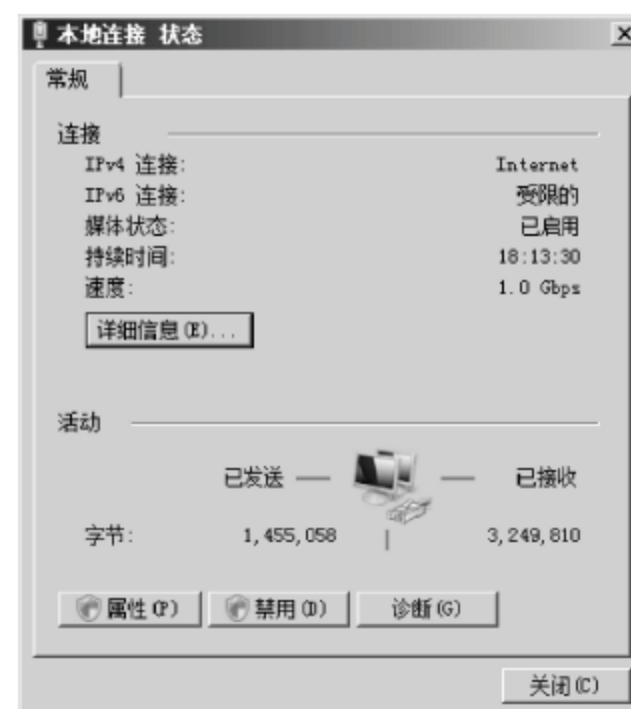 本地连接 状态
常规
连接
IPv4 连接: Internet
IPv6 连接: 受限的
媒体状态: 已启用
持续时间: 18:13:30
速度: 1.0 Gbps
详细信息(E)...
活动
已发送 — — 已接收
字节: 1,455,058 | 3,249,810
属性(P) 禁用(D) 诊断(G)
关闭(C)